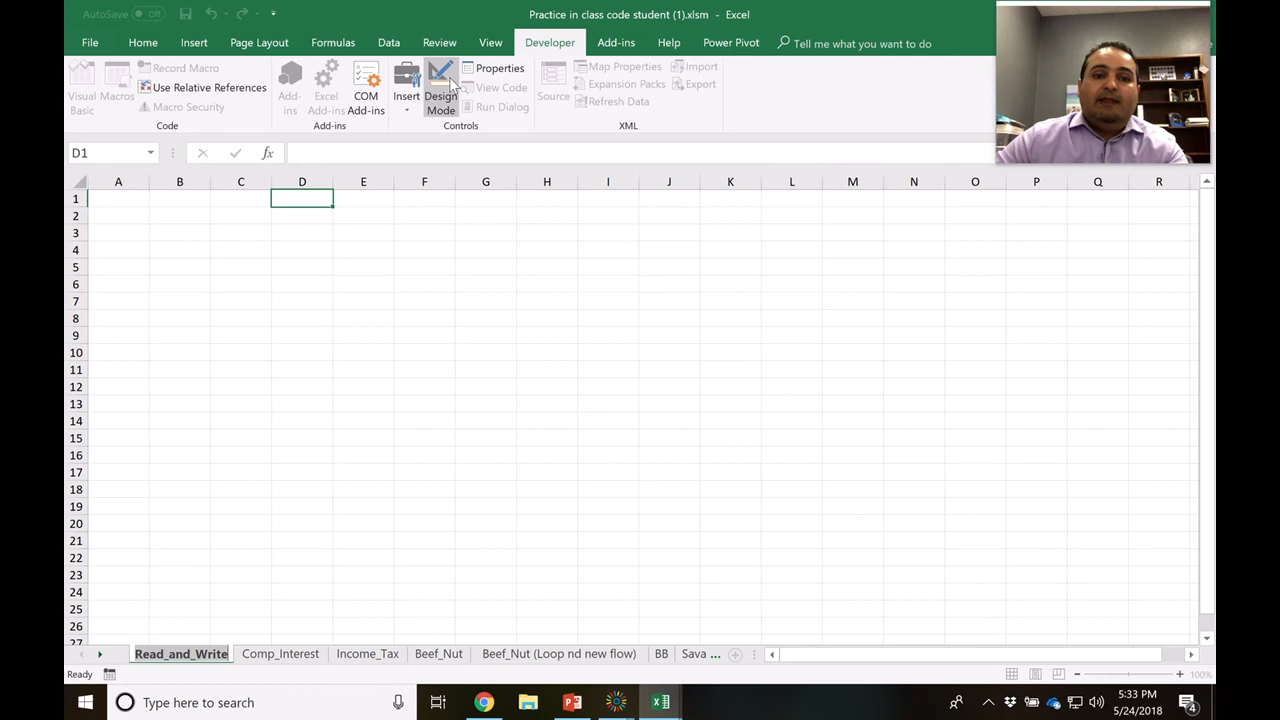 AutoSave Off
Practice in class code student (1).xlsm - Excel
File Home Insert Page Layout Formulas Data Review View Developer Add-ins Help Power Pivot Tell me what you want to do
Visual Basic
Macros
Record Macro
Use Relative References
Macro Security
Code
Add-ins
Excel Add-ins
COM Add-ins
Add-ins
Insert
Design Mode
Properties
View Code
Run Dialog
Controls
Source
Map Properties
Expansion Packs
Refresh Data
Import
Export
XML
D1
fx
A B C D E F G H I J K L M N O P Q R
1
2
3
4
5
6
7
8
9
10
11
12
13
14
15
16
17
18
19
20
21
22
23
24
25
26
27
Read_and_Write Comp_Interest Income_Tax Beef_Nut Beef_Nut (Loop nd new flow) BB Sava ...
Ready
100%
Type here to search
5:33 PM
5/24/2018
4